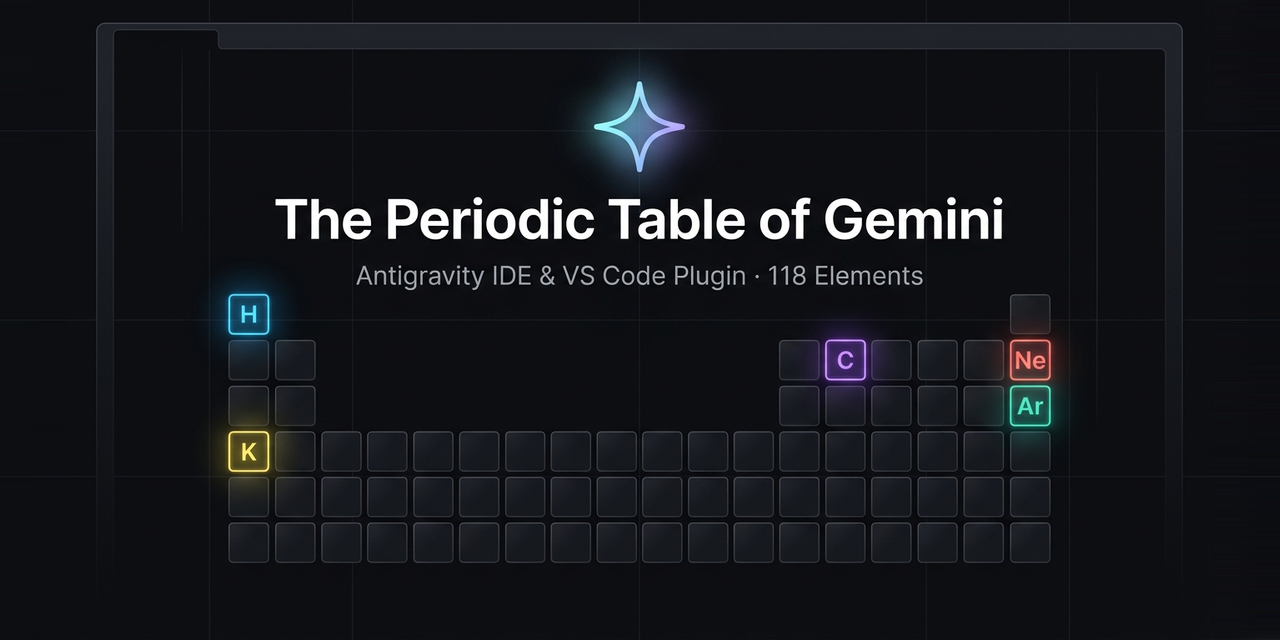 The Periodic Table of Gemini
Antigravity IDE & VS Code Plugin · 118 Elements
H
C
Ne
Ar
K